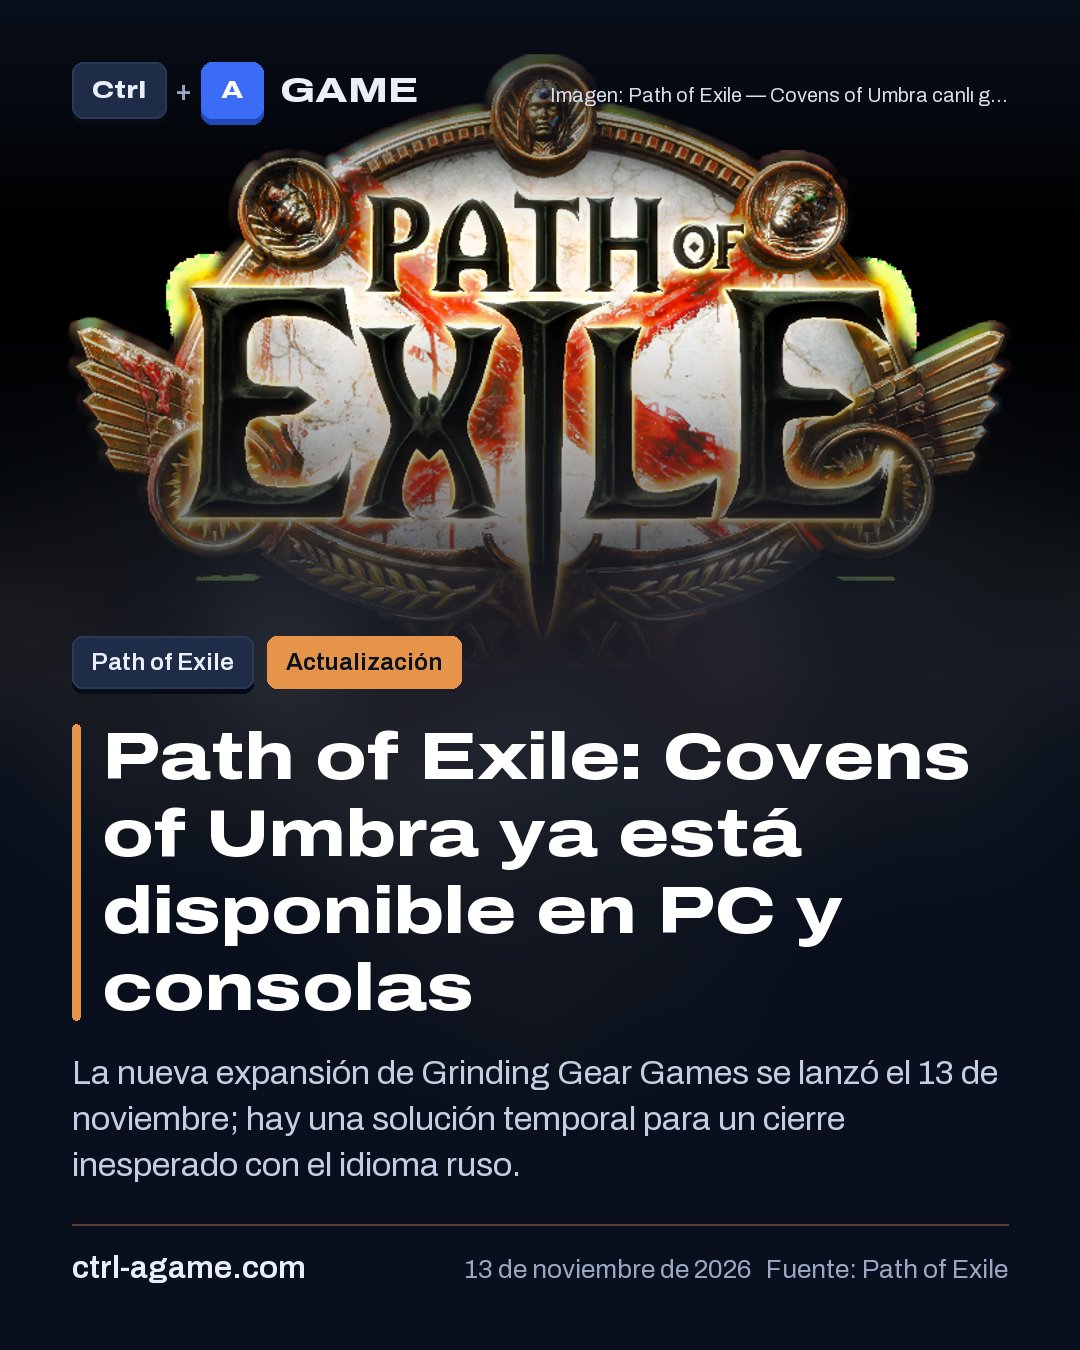 Ctrl + A GAME
Imagen: Path of Exile — Covens of Umbra canlı g...
PATH OF
EXILE
Path of Exile
Actualización
Path of Exile: Covens
of Umbra ya está
disponible en PC y
consolas
La nueva expansión de Grinding Gear Games se lanzó el 13 de
noviembre; hay una solución temporal para un cierre
inesperado con el idioma ruso.
ctrl-agame.com
13 de noviembre de 2026 Fuente: Path of Exile